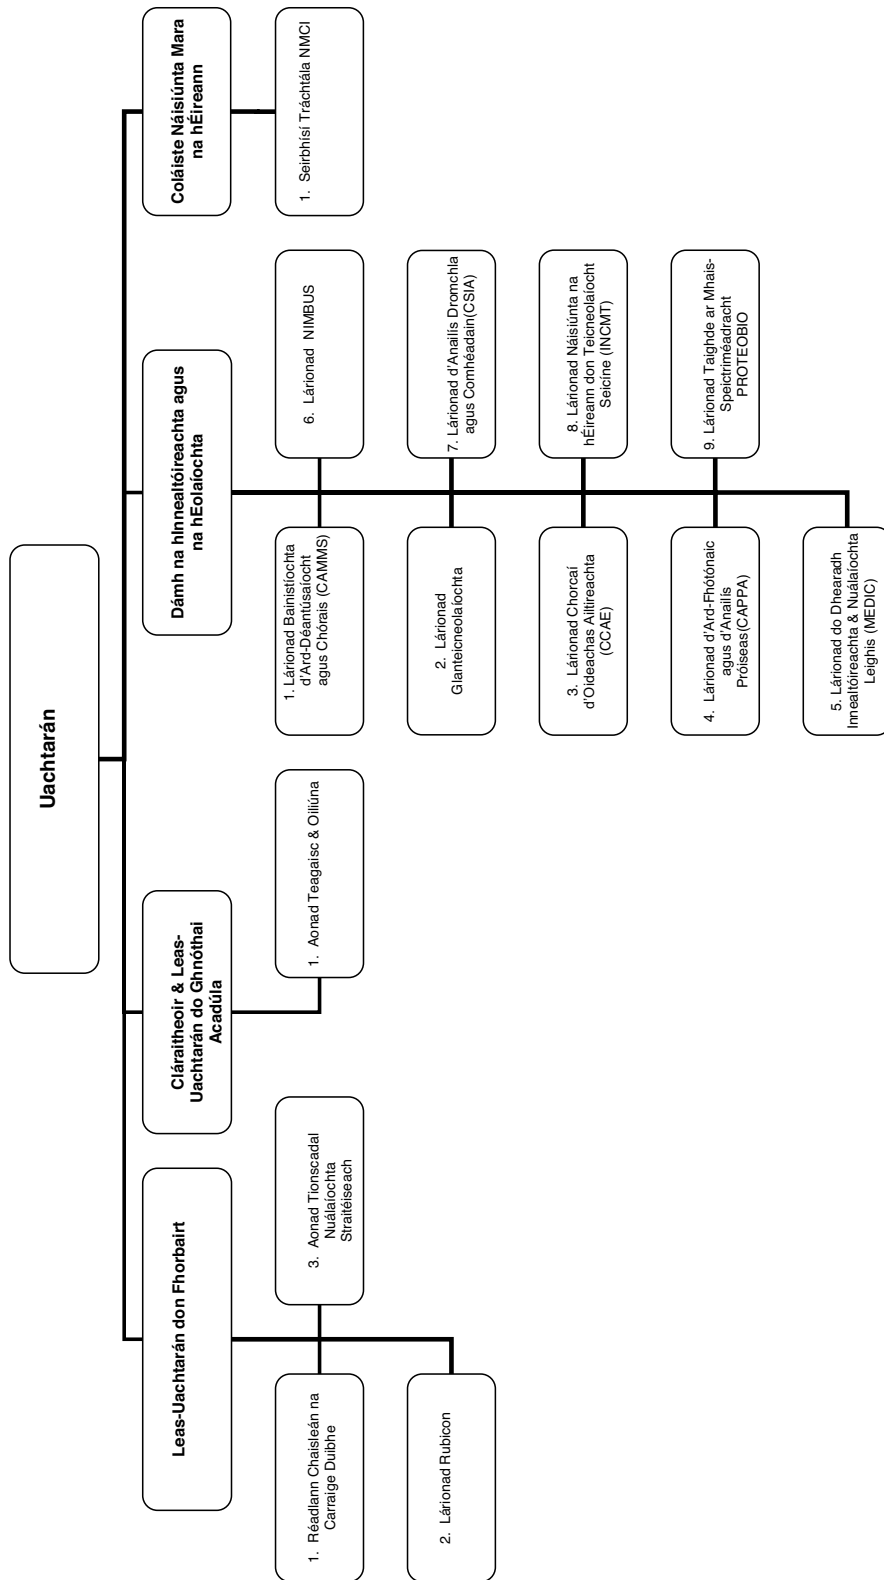 Uachtarán
Leas-Uachtarán don Fhorbairt
Cláraitheoir & Leas-
Uachtarán do Ghnóthai
Acadúla
Dámh na hInnealtóireachta agus
na hEolaíochta
Coláiste Náisiúnta Mara
na hÉireann
1. Réadlann Chaisleán na
Carraige Duibhe
2. Lárionad Rubicon
3. Aonad Tionscadal
Nuálaíochta
Straitéiseach
1. Aonad Teagaisc & Oiliúna
1. Lárionad Bainistíochta
d'Ard-Déantúsaíocht
agus Chórais (CAMMS)
2. Lárionad
Glanteicneolaíochta
3. Lárionad Chorcaí
d'Oideachas Ailtireachta
(CCAE)
4. Lárionad d'Ard-Fhótónaic
agus d'Anailís
Próiseas(CAPPA)
5. Lárionad do Dhearadh
Innealtóireachta & Nuálaíochta
Leighis (MEDIC)
6. Lárionad NIMBUS
7. Lárionad d'Anailís Dromchla
agus Comhéadain(CSIA)
8. Lárionad Náisiúnta na
hÉireann don Teicneolaíocht
Seicíne (INCMT)
9. Lárionad Taighde ar Mhais-
Speictriméadracht
PROTEOBIO
1. Seirbhísí Tráchtála NMCI